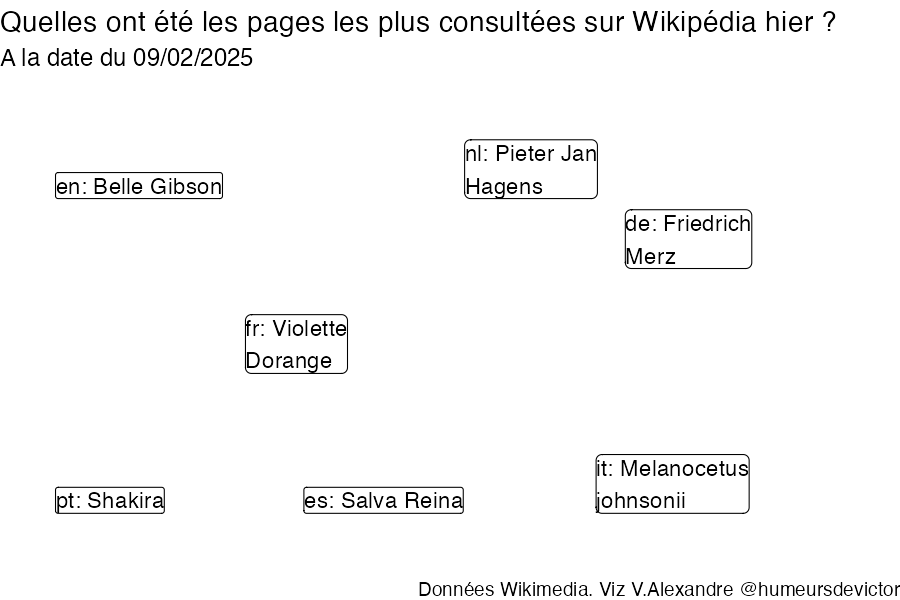 Quelles ont été les pages les plus consultées sur Wikipédia hier ?
A la date du 09/02/2025
nl: Pieter Jan
Hagens
en: Belle Gibson
de: Friedrich
Merz
fr: Violette
Dorange
it: Melanocetus
johnsonii
pt: Shakira
es: Salva Reina
Données Wikimedia. Viz V.Alexandre @humeursdevictor